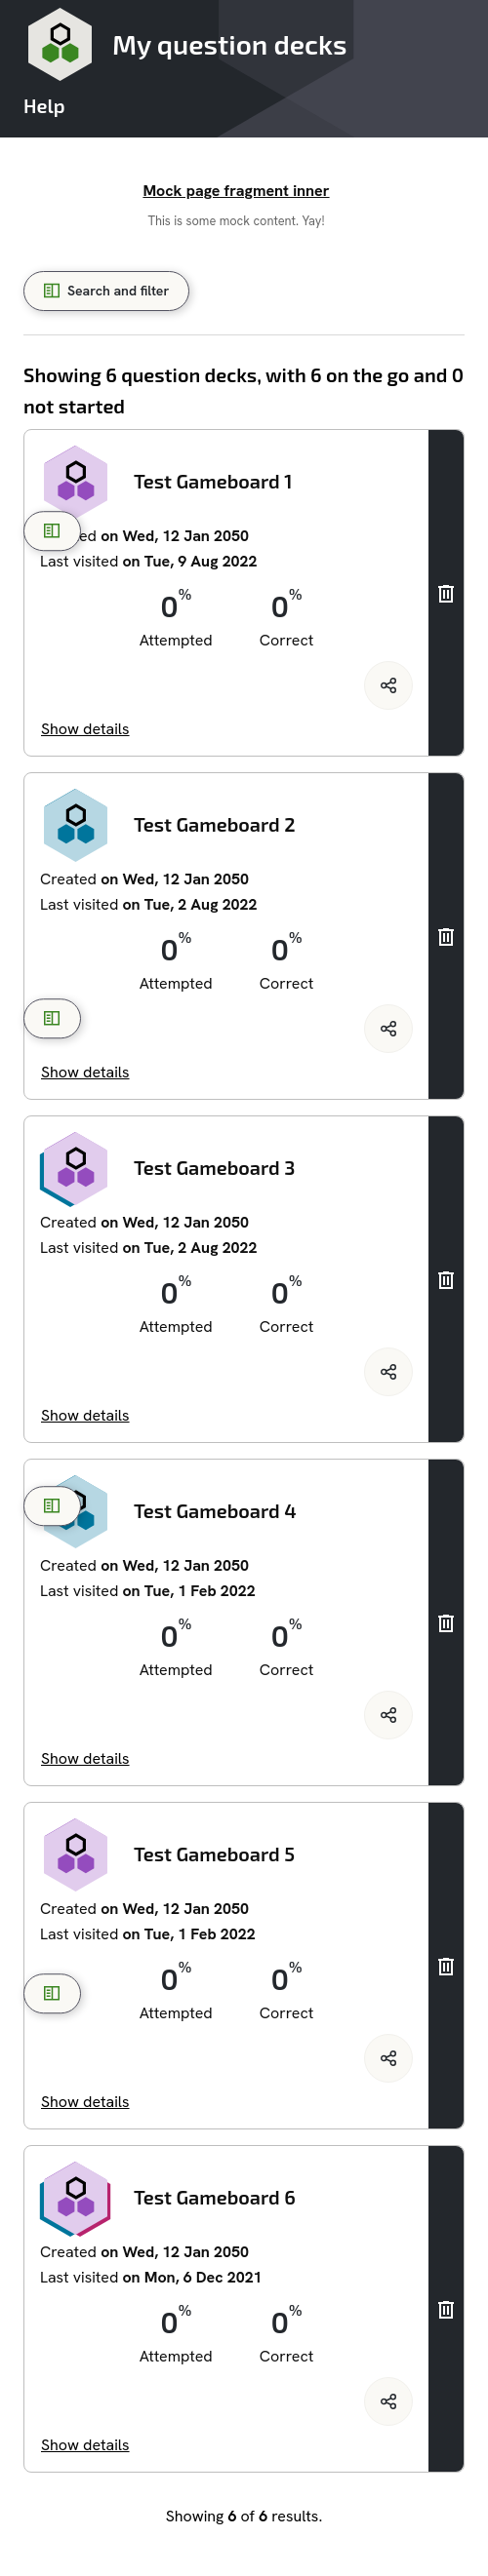 My question decks
Help
Mock page fragment inner
This is some mock content. Yay!
Search and filter
Showing 6 question decks, with 6 on the go and 0
not started
Test Gameboard 1
on Wed, 12 Jan 2050
Last visited on Tue, 9 Aug 2022
0% 0%
Attempted Correct
Show details
Test Gameboard 2
Created on Wed, 12 Jan 2050
Last visited on Tue, 2 Aug 2022
0% 0%
Attempted Correct
Show details
Test Gameboard 3
Created on Wed, 12 Jan 2050
Last visited on Tue, 2 Aug 2022
0% 0%
Attempted Correct
Show details
Test Gameboard 4
Created on Wed, 12 Jan 2050
Last visited on Tue, 1 Feb 2022
0% 0%
Attempted Correct
Show details
Test Gameboard 5
Created on Wed, 12 Jan 2050
Last visited on Tue, 1 Feb 2022
0% 0%
Attempted Correct
Show details
Test Gameboard 6
Created on Wed, 12 Jan 2050
Last visited on Mon, 6 Dec 2021
0% 0%
Attempted Correct
Show details
Showing 6 of 6 results.